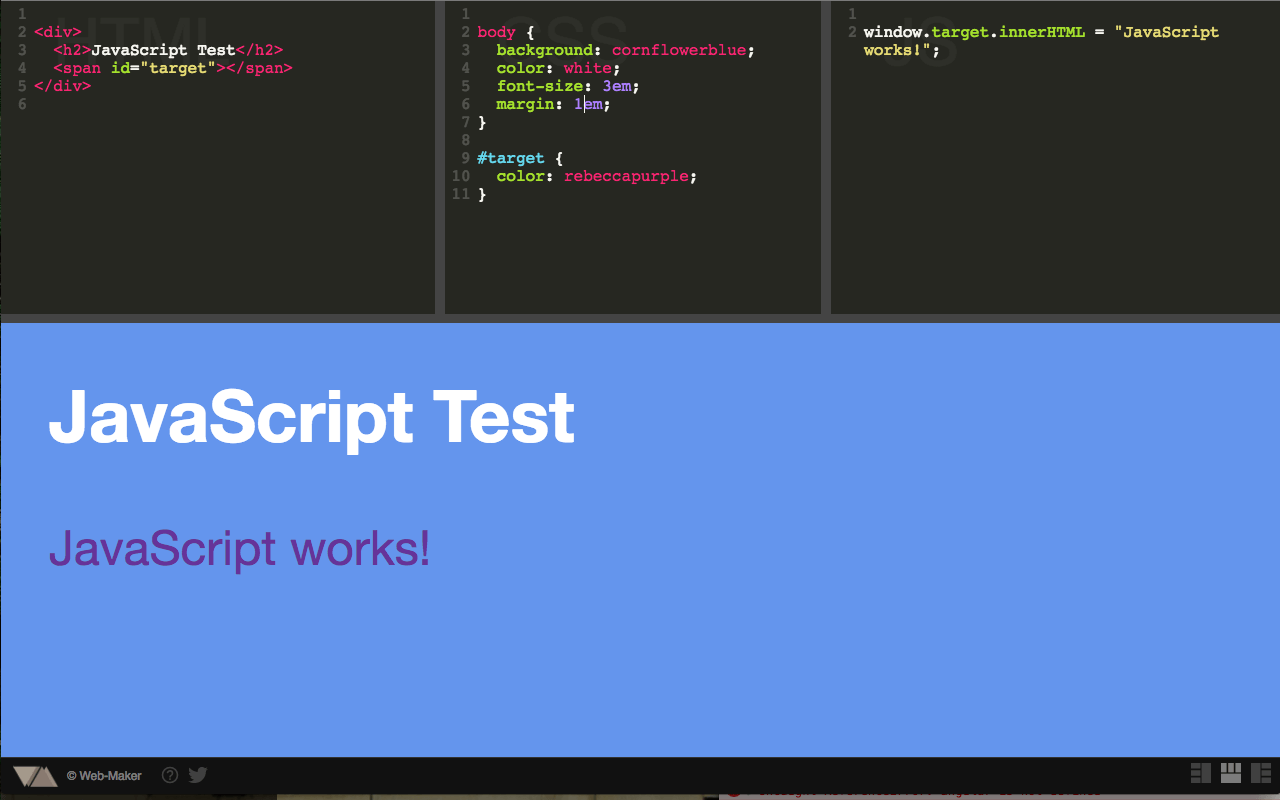 HTML
1
2 <div>
3   <h2>JavaScript Test</h2>
4   <span id="target"></span>
5 </div>
6
CSS
1
2 body {
3   background: cornflowerblue;
4   color: white;
5   font-size: 3em;
6   margin: 1em;
7 }
8
9 #target {
10   color: rebeccapurple;
11 }
JS
1
2 window.target.innerHTML = "JavaScript
works!";
JavaScript Test
JavaScript works!
© Web-Maker